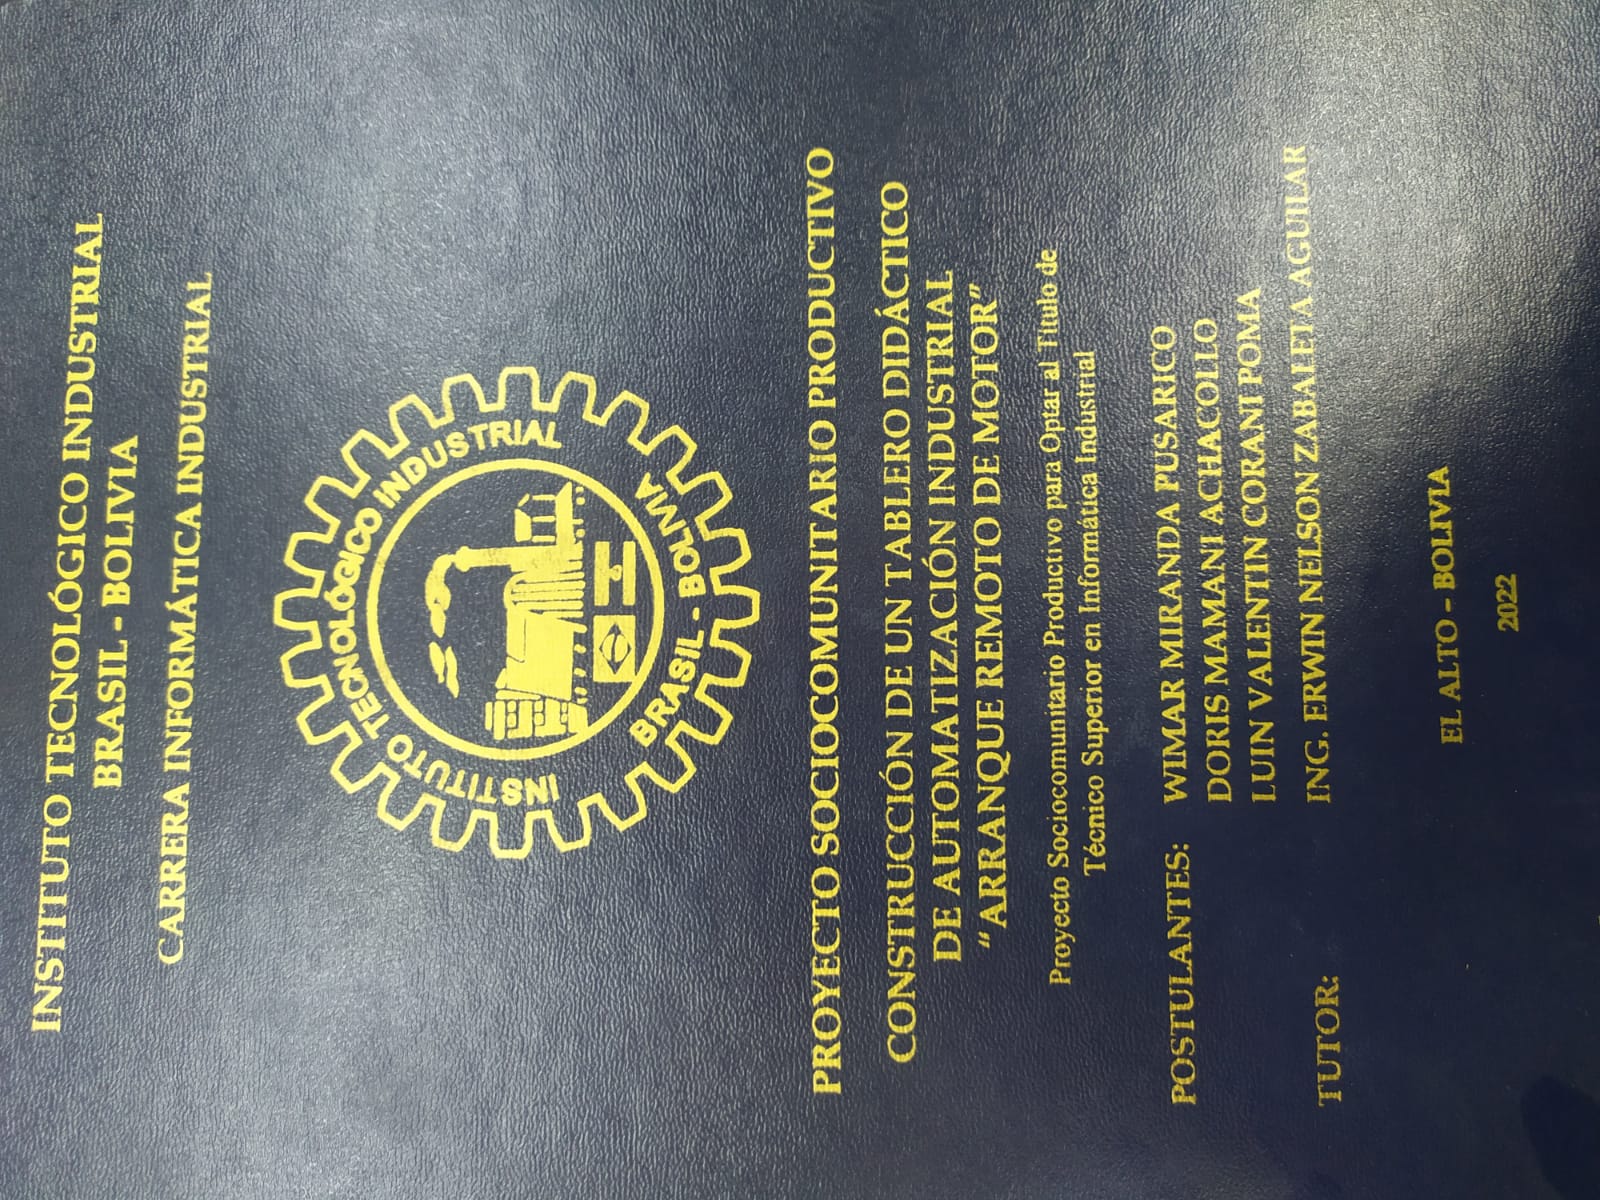 INSTITUTO TECNOLÓGICO INDUSTRIAL
BRASIL - BOLIVIA
CARRERA INFORMÁTICA INDUSTRIAL
INSTITUTO TECNOLÓGICO INDUSTRIAL
BRASIL - BOLIVIA
PROYECTO SOCIOCOMUNITARIO PRODUCTIVO
CONSTRUCCIÓN DE UN TABLERO DIDÁCTICO
DE AUTOMATIZACIÓN INDUSTRIAL
“ARRANQUE REMOTO DE MOTOR”
Proyecto Sociocomunitario Productivo para Optar al Título de
Técnico Superior en Informática Industrial
POSTULANTES: WIMAR MIRANDA PUSARICO
DORIS MAMANI ACHACOLLO
LUIN VALENTIN CORANI POMA
TUTOR: ING. ERWIN NELSON ZABALETA AGUILAR
EL ALTO – BOLIVIA
2022